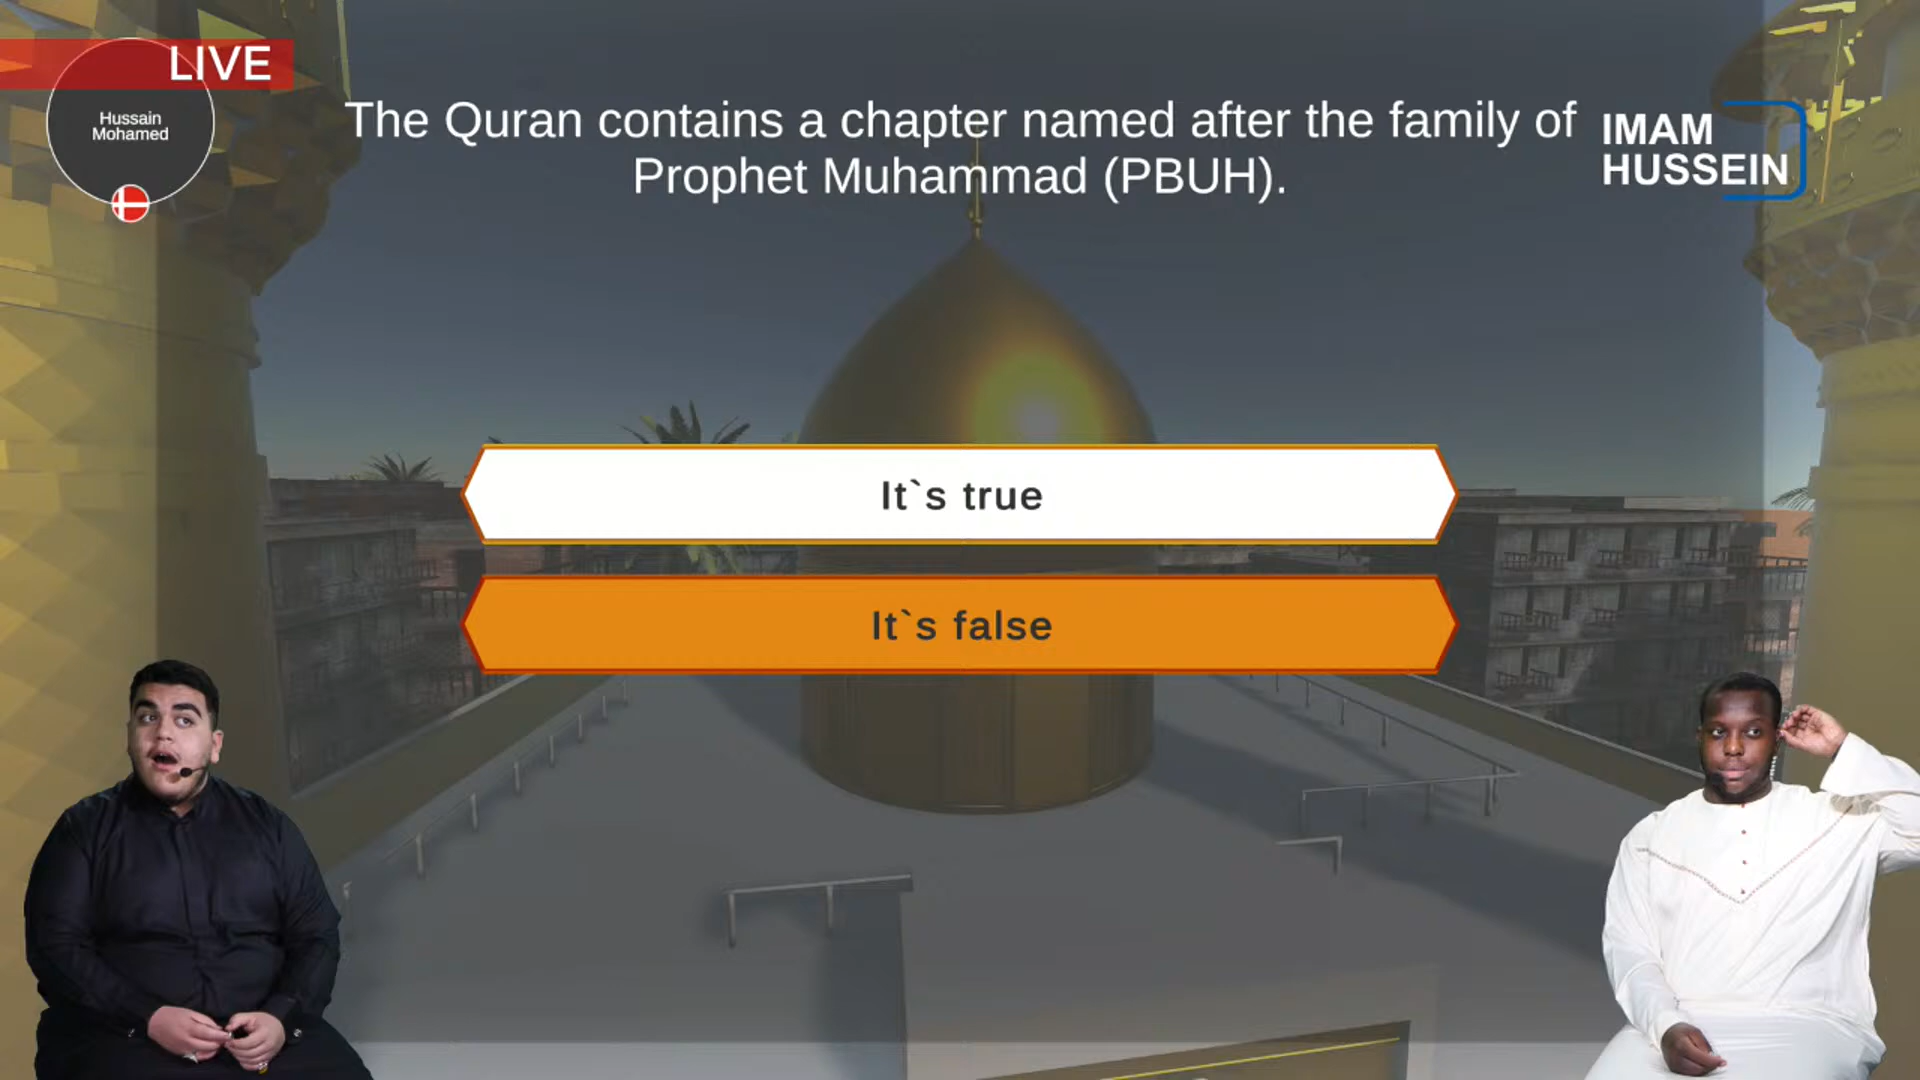 LIVE
Hussain
Mohamed
The Quran contains a chapter named after the family of
Prophet Muhammad (PBUH).
IMAM
HUSSEIN
It`s true
It`s false